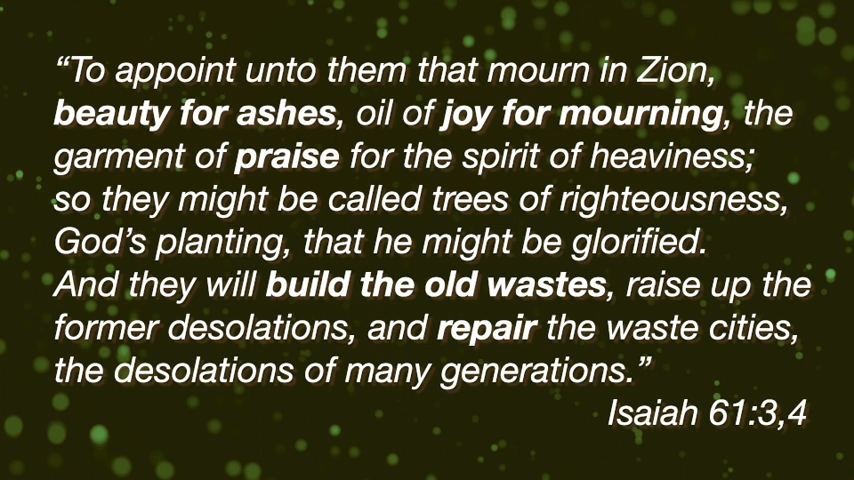 “To appoint unto them that mourn in Zion,
beauty for ashes, oil of joy for mourning, the
garment of praise for the spirit of heaviness;
so they might be called trees of righteousness,
God’s planting, that he might be glorified.
And they will build the old wastes, raise up the
former desolations, and repair the waste cities,
the desolations of many generations.”
Isaiah 61:3,4